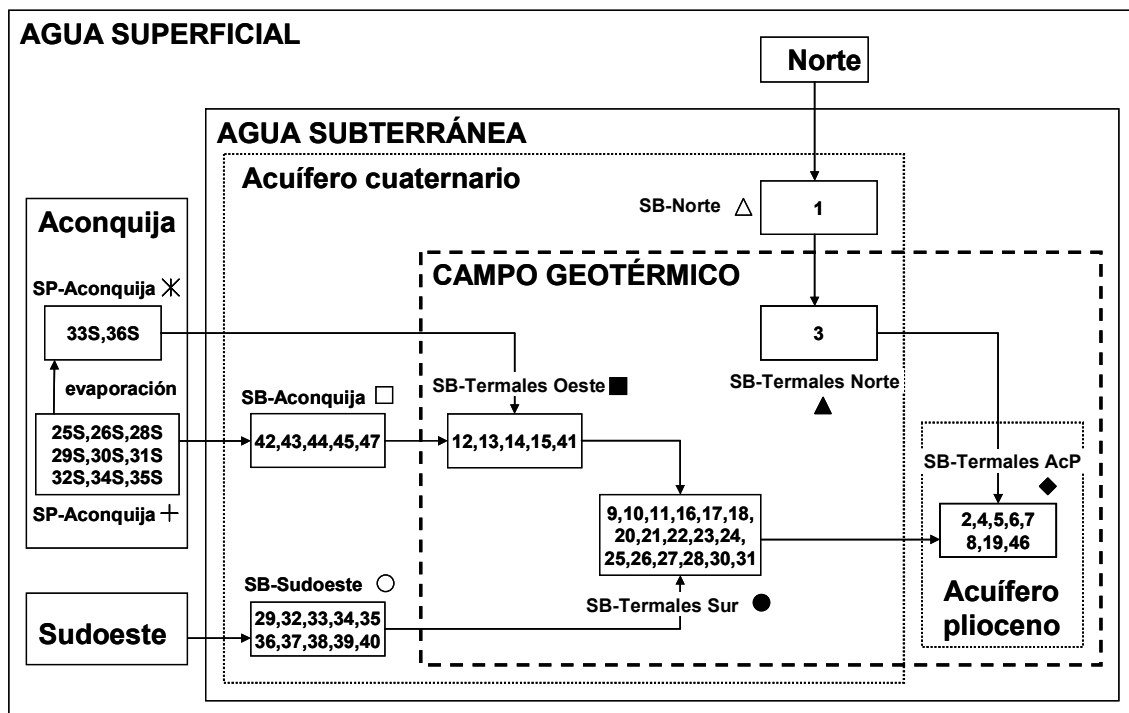 AGUA SUPERFICIAL
Norte
AGUA SUBTERRÁNEA
Acuífero cuaternario
SB-Norte
1
Aconquija
CAMPO GEOTÉRMICO
SP-Aconquija
33S,36S
3
evaporación
SB-Termales Norte
SB-Aconquija
SB-Termales Oeste
25S,26S,28S
29S,30S,31S
32S,34S,35S
42,43,44,45,47
12,13,14,15,41
SP-Aconquija
SB-Termales AcP
2,4,5,6,7
8,19,46
9,10,11,16,17,18,
20,21,22,23,24,
25,26,27,28,30,31
SB-Sudoeste
SB-Termales Sur
Acuífero
plioceno
Sudoeste
29,32,33,34,35
36,37,38,39,40